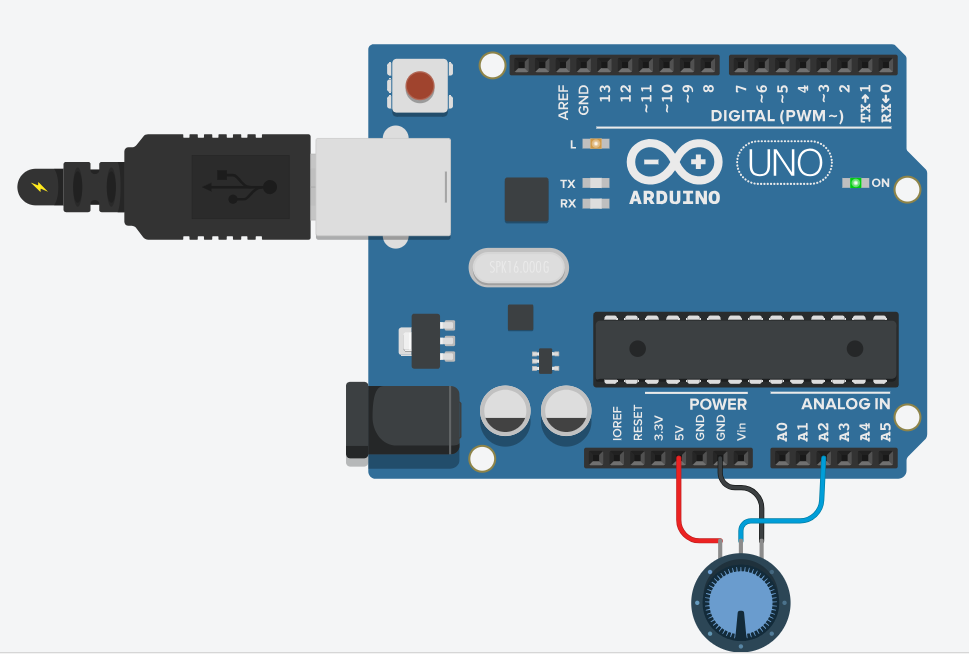 AREF
GND
13
12
~11
~10
~9
8
7
~6
~5
4
~3
2
TX→1
RX←0
DIGITAL (PWM~)
L
TX
RX
UNO
ARDUINO
ON
SPK16.000G
POWER
ANALOG IN
IOREF
RESET
3.3V
5V
GND
GND
Vin
A0
A1
A2
A3
A4
A5